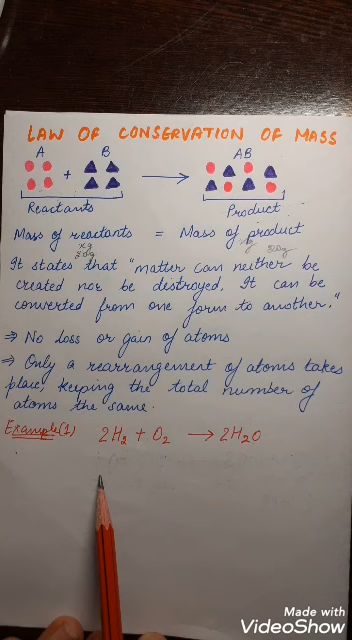 LAW OF CONSERVATION OF MASS
A B AB
+ →
Reactants Product
Mass of reactants = Mass of product
xg
It states that "matter can neither be
created nor be destroyed. It can be
converted from one form to another."
⇒ No Loss or gain of atoms
⇒ Only a rearrangement of atoms takes
place, keeping the total number of
atoms the same.
Example(1) 2H₂ + O₂ → 2H₂O
Made with
VideoShow